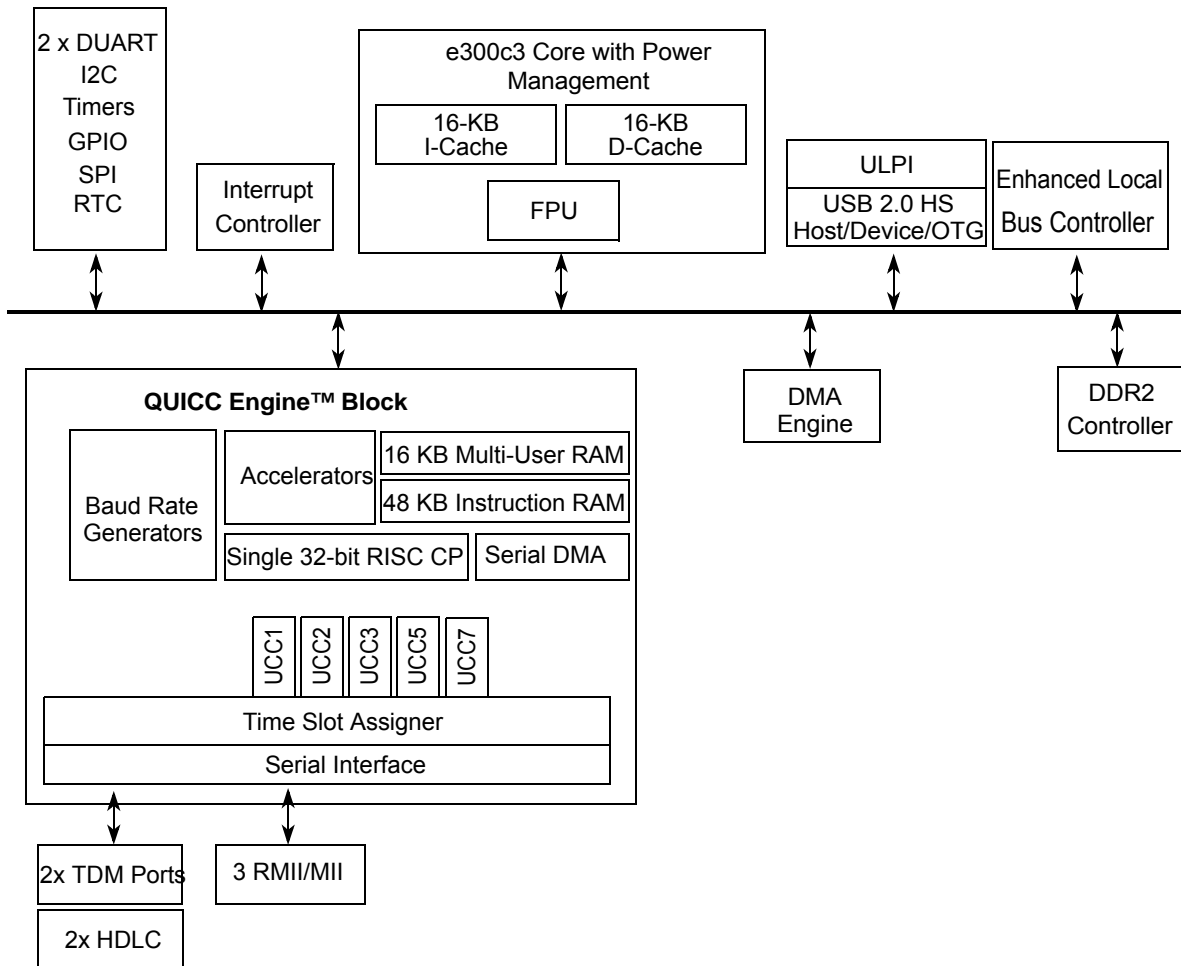 2 x DUART
I2C
Timers
GPIO
SPI
RTC
Interrupt
Controller
e300c3 Core with Power
Management
16-KB
I-Cache
16-KB
D-Cache
FPU
ULPI
USB 2.0 HS
Host/Device/OTG
Enhanced Local
Bus Controller
QUICC Engine™ Block
Baud Rate
Generators
Accelerators
16 KB Multi-User RAM
48 KB Instruction RAM
Single 32-bit RISC CP
Serial DMA
UCC1
UCC2
UCC3
UCC5
UCC7
Time Slot Assigner
Serial Interface
DMA
Engine
DDR2
Controller
2x TDM Ports
3 RMII/MII
2x HDLC